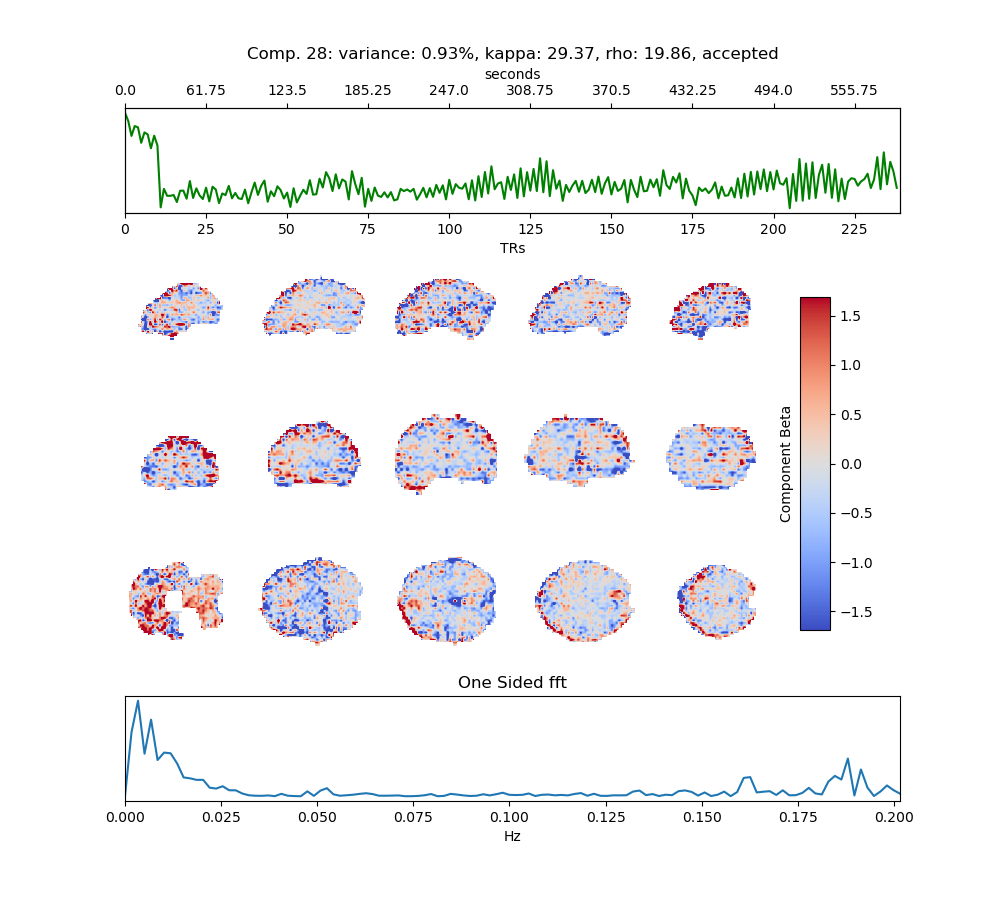 Comp. 28: variance: 0.93%, kappa: 29.37, rho: 19.86, accepted
seconds
0.0 61.75 123.5 185.25 247.0 308.75 370.5 432.25 494.0 555.75
0 25 50 75 100 125 150 175 200 225
TRs
1.5
1.0
0.5
0.0
−0.5
−1.0
−1.5
Component Beta
One Sided fft
0.000 0.025 0.050 0.075 0.100 0.125 0.150 0.175 0.200
Hz